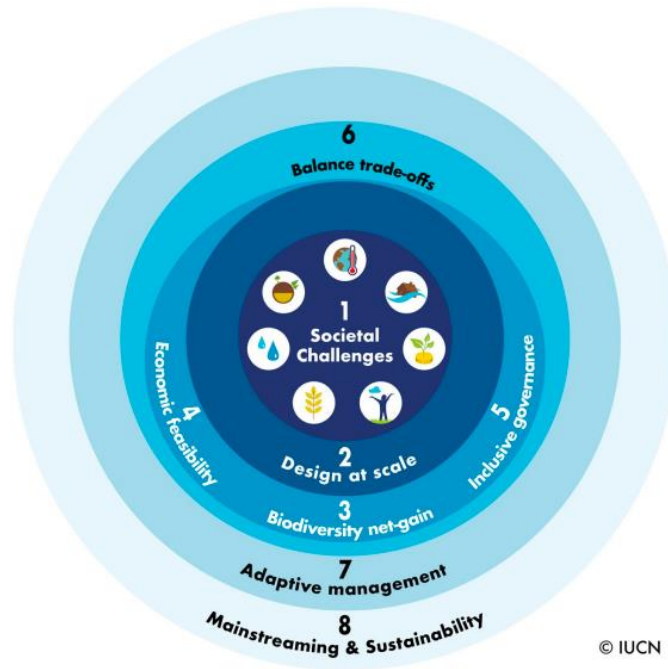 6
Balance trade-offs
1
Societal
Challenges
4
Economic feasibility
5
Inclusive governance
2
Design at scale
3
Biodiversity net-gain
7
Adaptive management
8
Mainstreaming & Sustainability
© IUCN